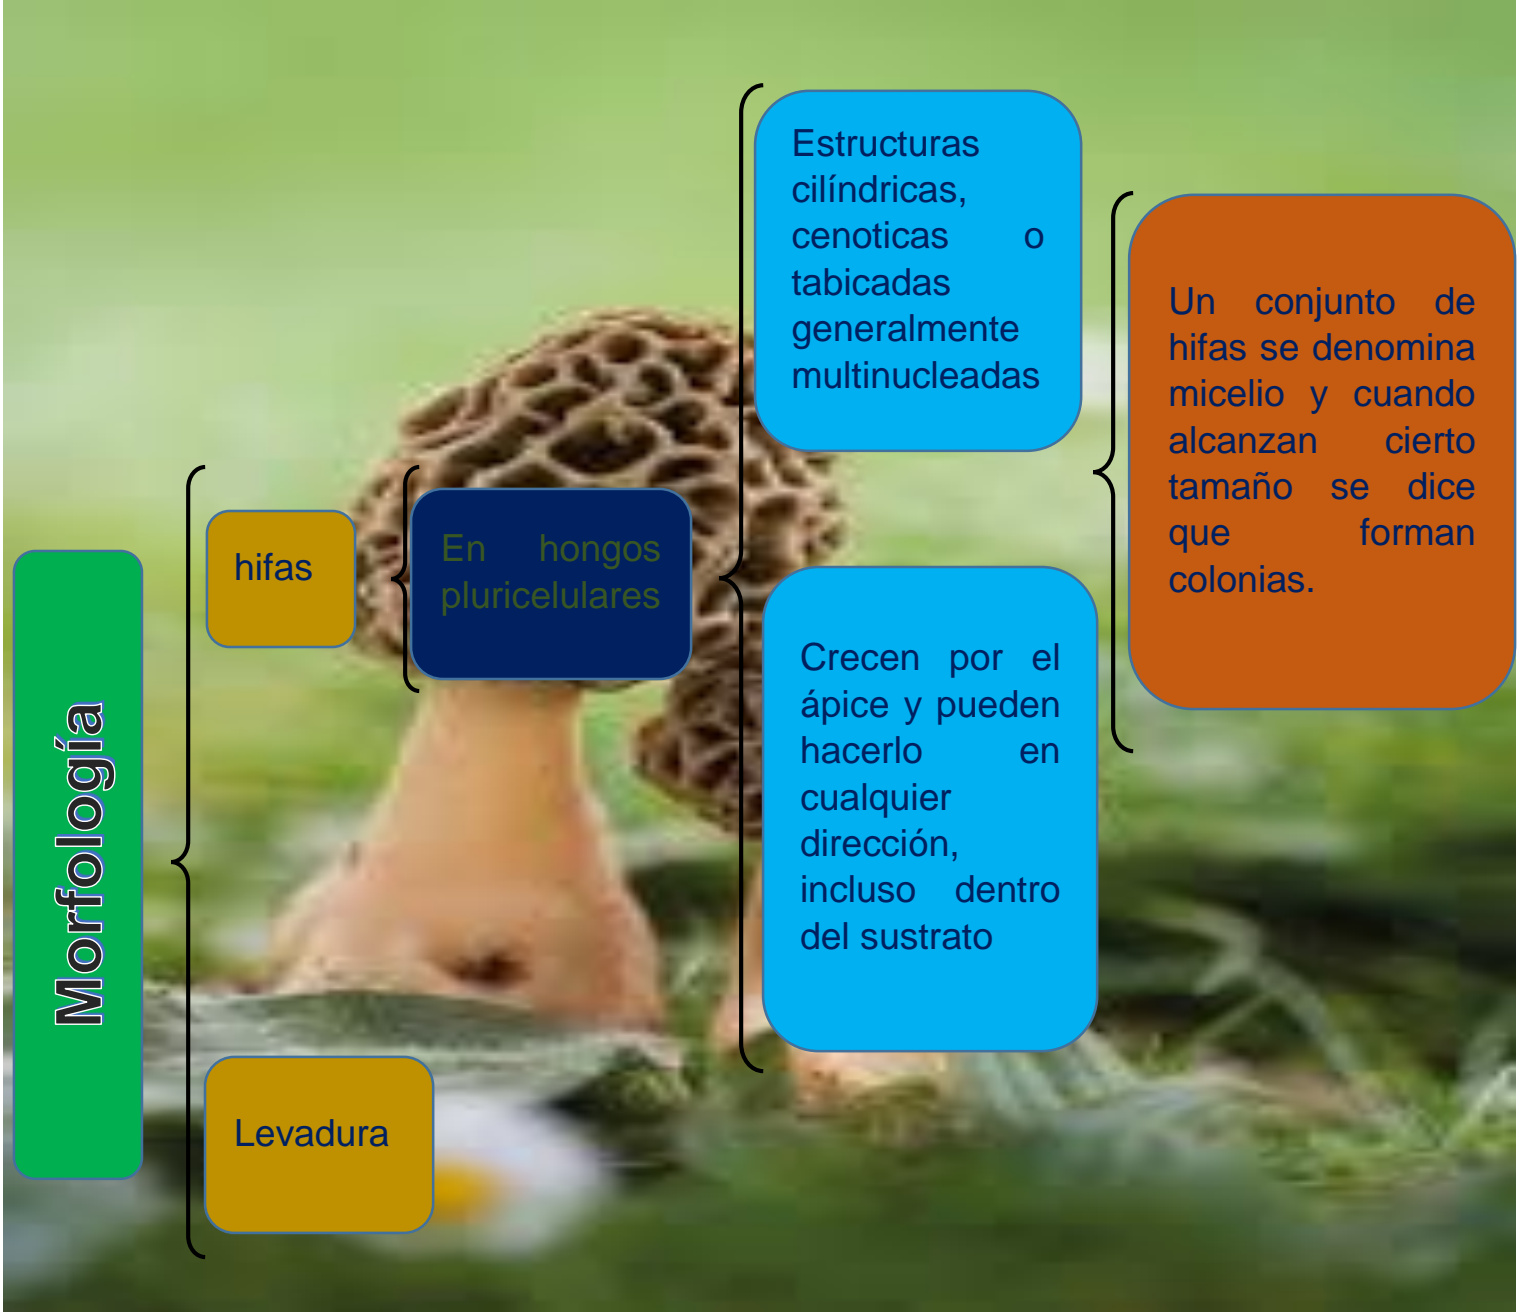 Morfología
hifas
En hongos
pluricelulares
Estructuras
cilíndricas,
cenoticas o
tabicadas
generalmente
multinucleadas
Crecen por el
ápice y pueden
hacerlo en
cualquier
dirección,
incluso dentro
del sustrato
Un conjunto de
hifas se denomina
micelio y cuando
alcanzan cierto
tamaño se dice
que forman
colonias.
Levadura